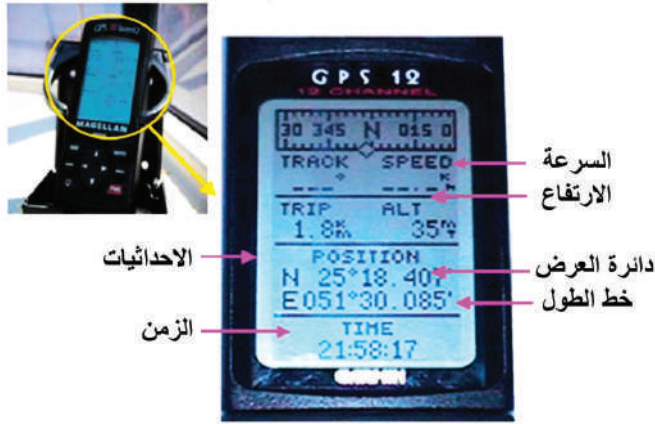 MAGELLAN
GPS 12
12 CHANNEL
30 345 N 015 0
TRACK SPEED
TRIP ALT
1.8 35
POSITION
N 25°18.407'
E051°30.085'
TIME
21:58:17
GARMIN
السرعة
الارتفاع
الاحداثيات
دائرة العرض
خط الطول
الزمن